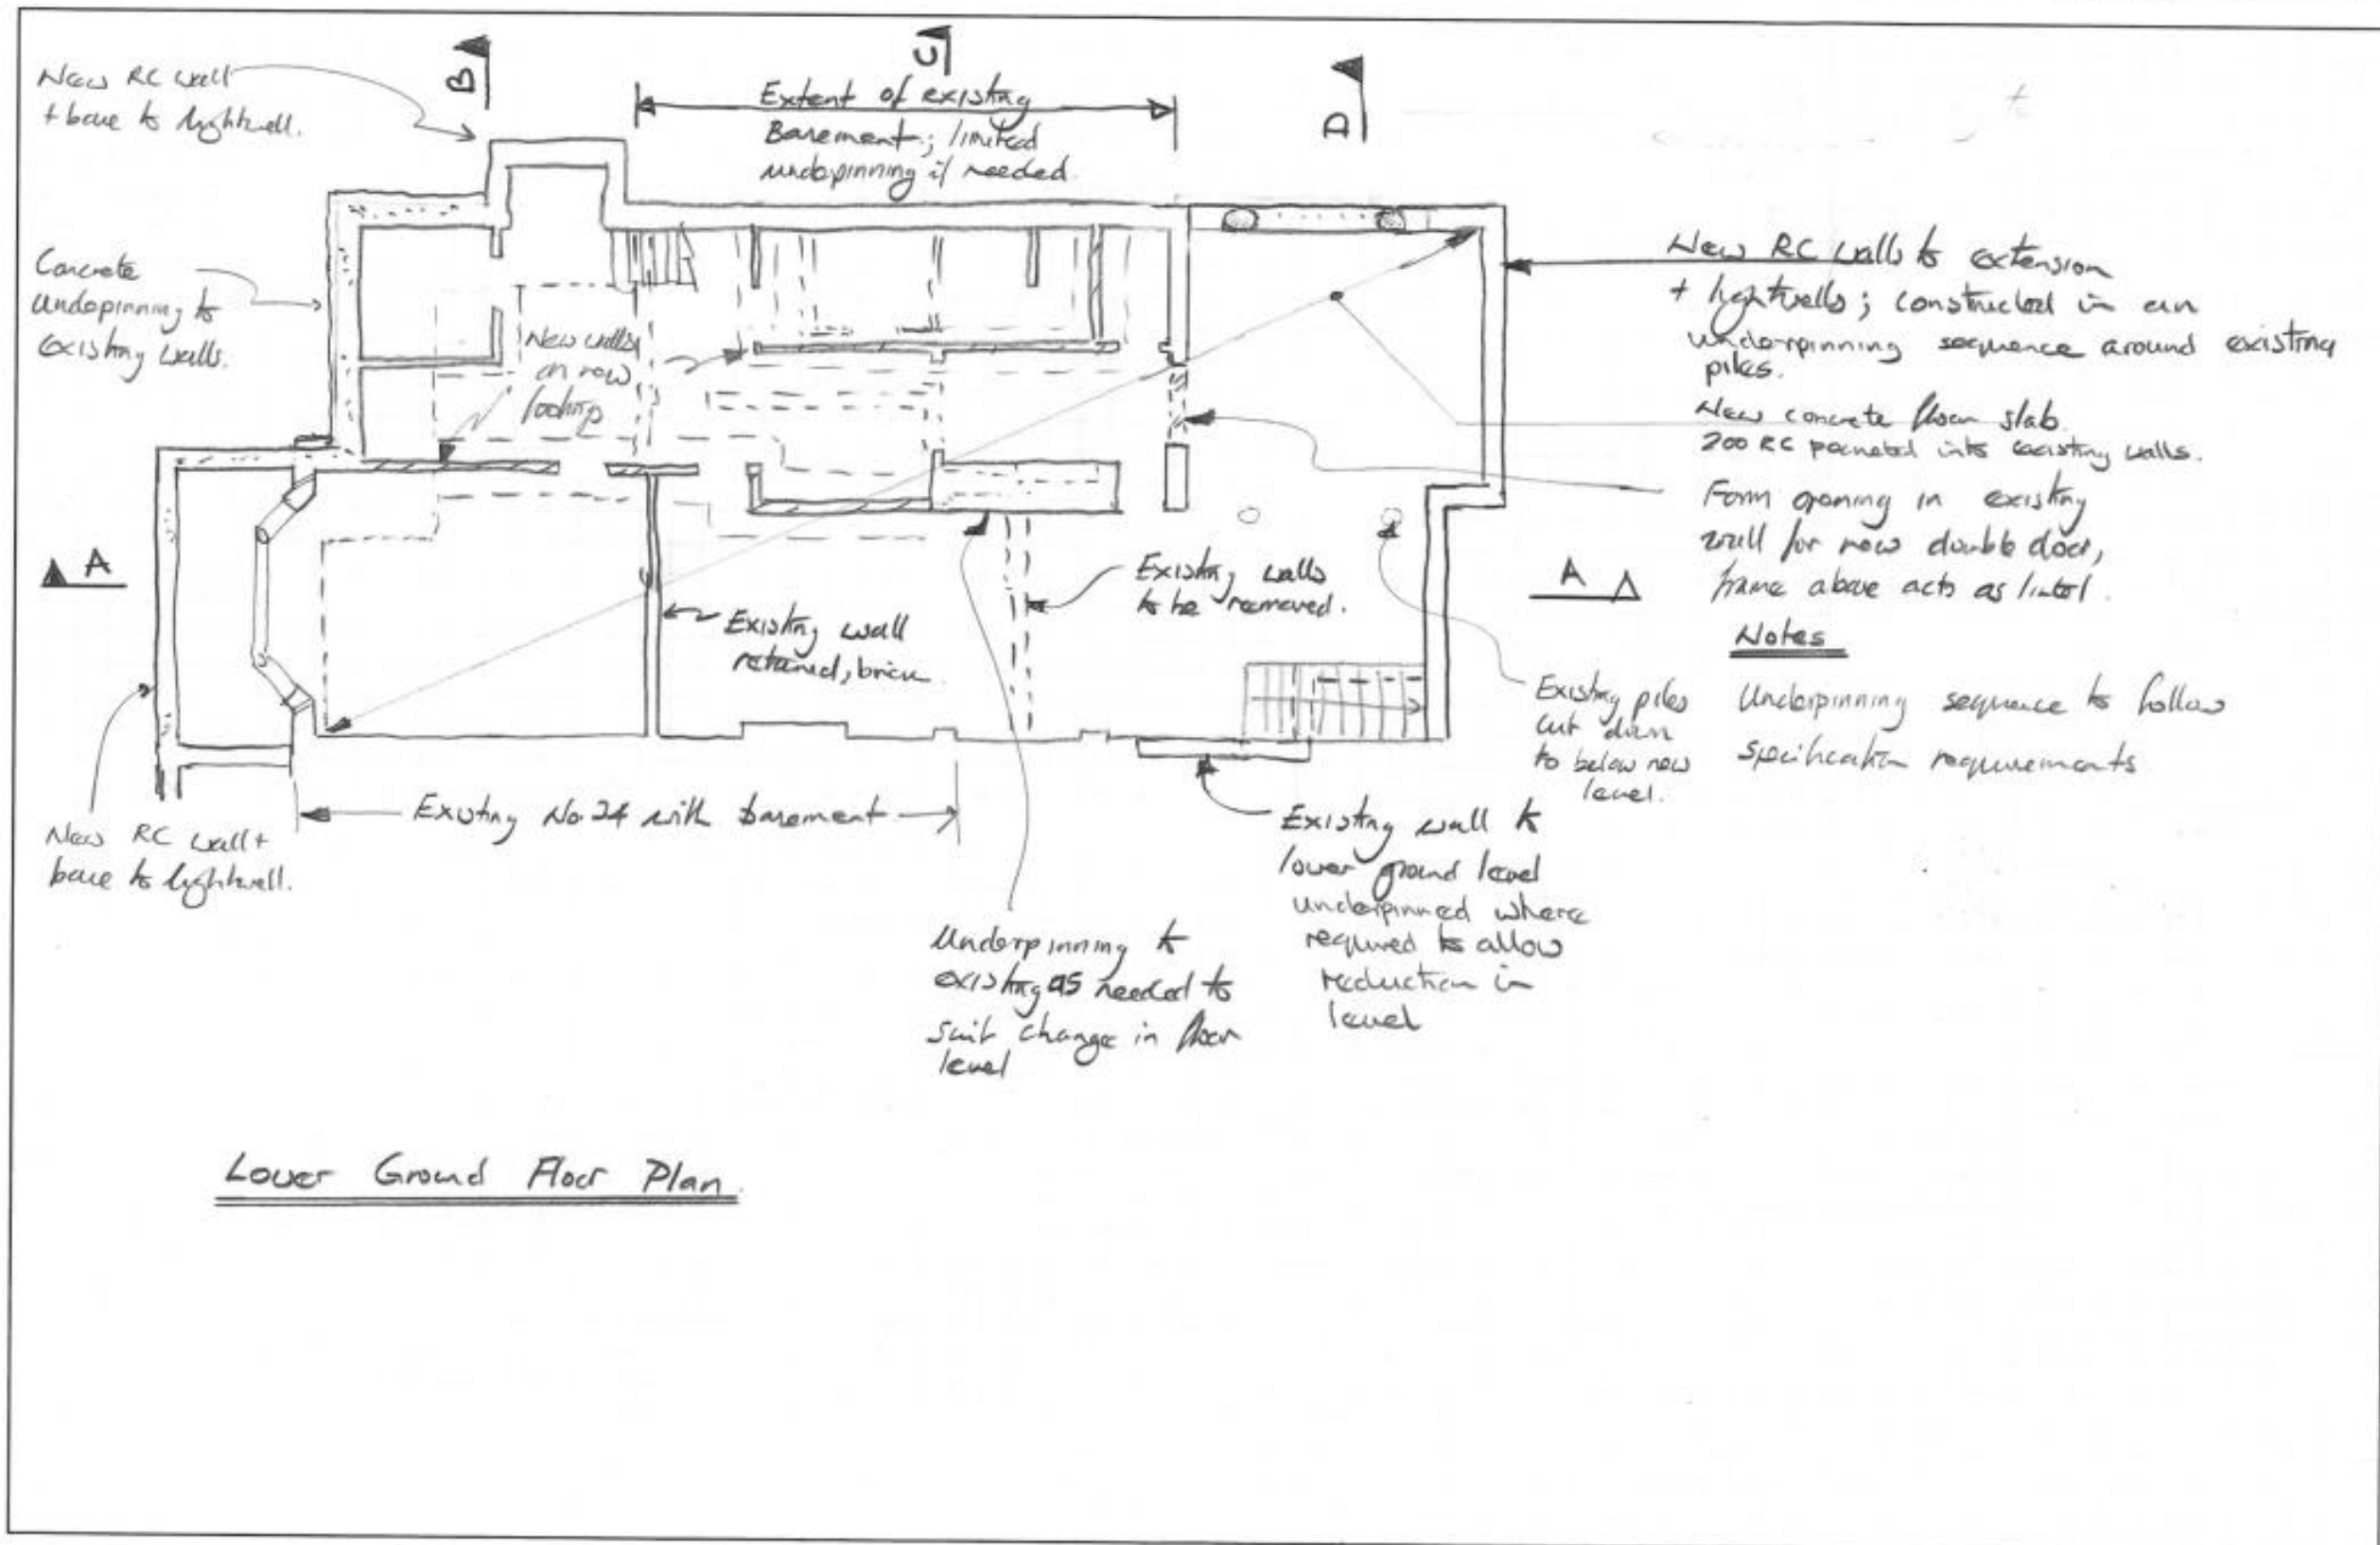 New RC wall
+ base to lightwell.
B
C
D
Extent of existing
Basement; limited
underpinning if needed.
Concrete
underpinning to
existing walls.
New walls
on new
footing
New RC walls to extension
+ lightwells; constructed in an
underpinning sequence around existing
piles.
New concrete floor slab
200 RC pocketed into existing walls.
Form opening in existing
wall for new double door,
frame above acts as lintel.
A
A
Existing walls
to be removed.
Existing wall
retained, brick
Notes
Underpinning sequence to follow
specification requirements
Existing piles
cut down
to below new
level.
Existing No 24 with basement
New RC wall +
base to lightwell.
Existing wall to
lower ground level
underpinned where
required to allow
reduction in
level
Underpinning to
existing as needed to
suit change in floor
level
Lower Ground Floor Plan.